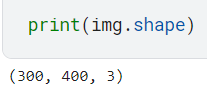 print(img.shape)
(300, 400, 3)